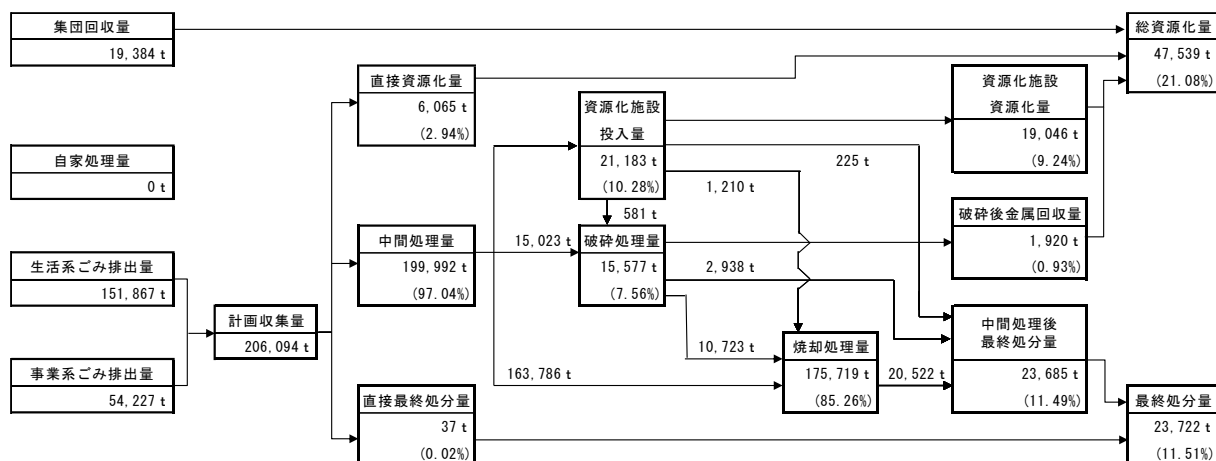 集団回収量
19,384 t
自家処理量
0 t
生活系ごみ排出量
151,867 t
事業系ごみ排出量
54,227 t
計画収集量
206,094 t
直接資源化量
6,065 t
(2.94%)
中間処理量
199,992 t
(97.04%)
直接最終処分量
37 t
(0.02%)
15,023 t
163,786 t
資源化施設
投入量
21,183 t
(10.28%)
581 t
破砕処理量
15,577 t
(7.56%)
225 t
1,210 t
2,938 t
10,723 t
焼却処理量
175,719 t
(85.26%)
20,522 t
資源化施設
資源化量
19,046 t
(9.24%)
破砕後金属回収量
1,920 t
(0.93%)
中間処理後
最終処分量
23,685 t
(11.49%)
総資源化量
47,539 t
(21.08%)
最終処分量
23,722 t
(11.51%)